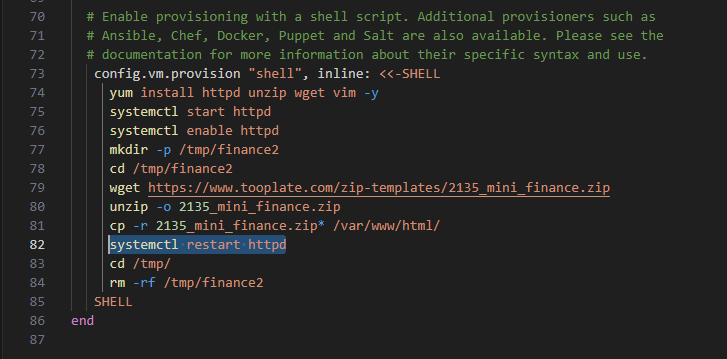 70 # Enable provisioning with a shell script. Additional provisioners such as
71 # Ansible, Chef, Docker, Puppet and Salt are also available. Please see the
72 # documentation for more information about their specific syntax and use.
73 config.vm.provision "shell", inline: <<-SHELL
74 yum install httpd unzip wget vim -y
75 systemctl start httpd
76 systemctl enable httpd
77 mkdir -p /tmp/finance2
78 cd /tmp/finance2
79 wget https://www.tooplate.com/zip-templates/2135_mini_finance.zip
80 unzip -o 2135_mini_finance.zip
81 cp -r 2135_mini_finance.zip* /var/www/html/
82 systemctl restart httpd
83 cd /tmp/
84 rm -rf /tmp/finance2
85 SHELL
86 end
87